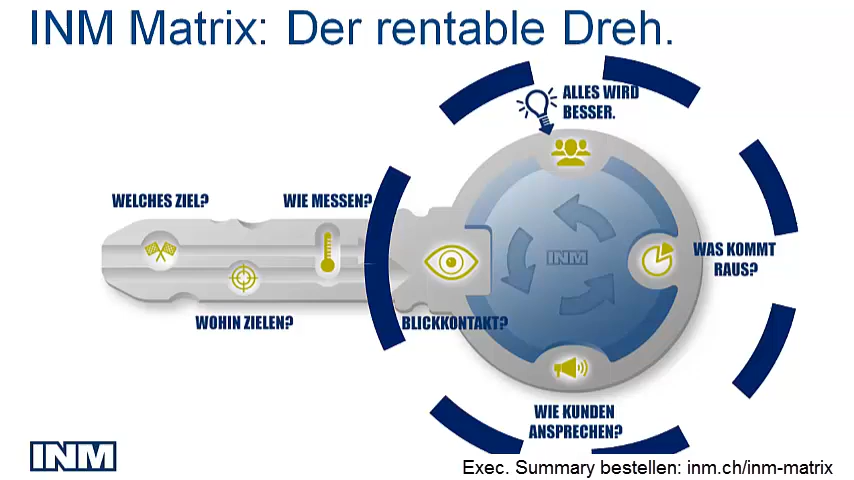 INM Matrix: Der rentable Dreh.
ALLES WIRD
BESSER.
WELCHES ZIEL?
WIE MESSEN?
WAS KOMMT
RAUS?
INM
WOHIN ZIELEN?
BLICKKONTAKT?
WIE KUNDEN
ANSPRECHEN?
INM
Exec. Summary bestellen: inm.ch/inm-matrix